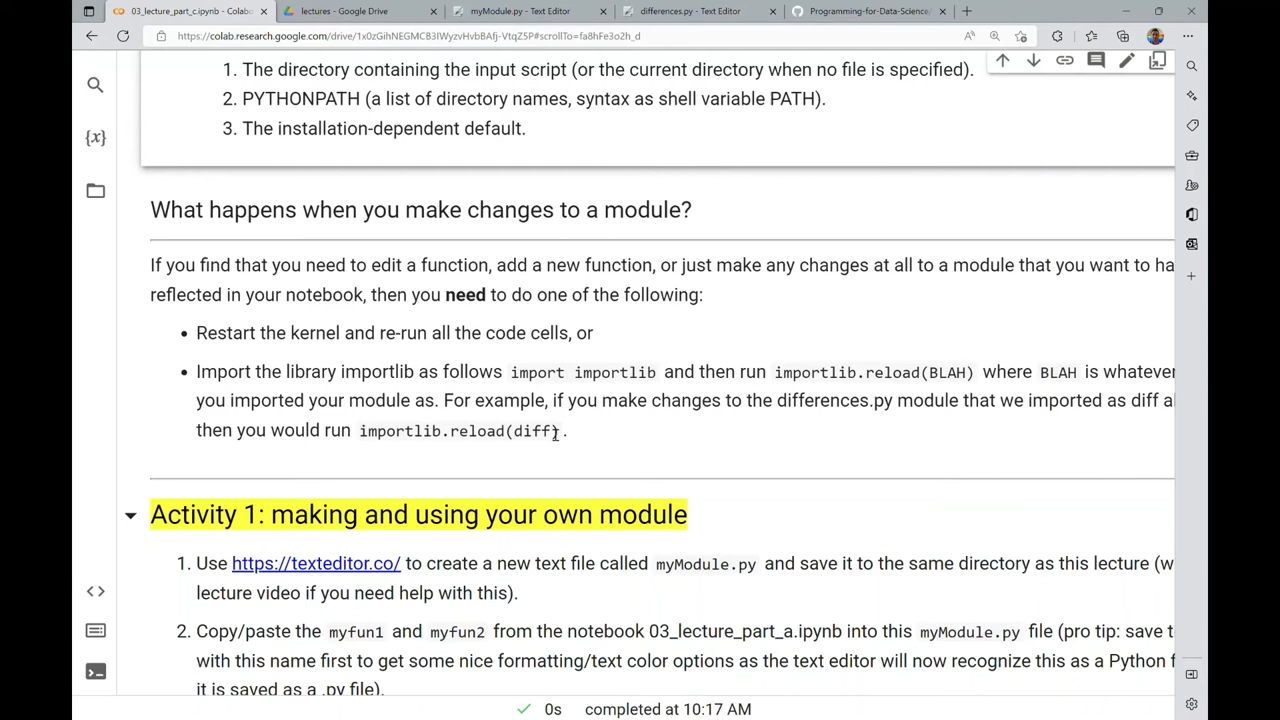 03_lecture_part_c.ipynb - Colabo
lectures - Google Drive
myModule.py - Text Editor
differences.py - Text Editor
Programming-for-Data-Science/
https://colab.research.google.com/drive/1x0zGihNEGMCB3IWyzvHvbBAfj-VtqZ5P#scrollTo=fa8hFe3o2h_d
1. The directory containing the input script (or the current directory when no file is specified).
2. PYTHONPATH (a list of directory names, syntax as shell variable PATH).
3. The installation-dependent default.
What happens when you make changes to a module?
If you find that you need to edit a function, add a new function, or just make any changes at all to a module that you want to ha
reflected in your notebook, then you need to do one of the following:
• Restart the kernel and re-run all the code cells, or
• Import the library importlib as follows import importlib and then run importlib.reload(BLAH) where BLAH is whatever
you imported your module as. For example, if you make changes to the differences.py module that we imported as diff a
then you would run importlib.reload(diff).
Activity 1: making and using your own module
1. Use https://texteditor.co/ to create a new text file called myModule.py and save it to the same directory as this lecture (w
lecture video if you need help with this).
2. Copy/paste the myfun1 and myfun2 from the notebook 03_lecture_part_a.ipynb into this myModule.py file (pro tip: save t
with this name first to get some nice formatting/text color options as the text editor will now recognize this as a Python f
it is saved as a .py file).
0s completed at 10:17 AM